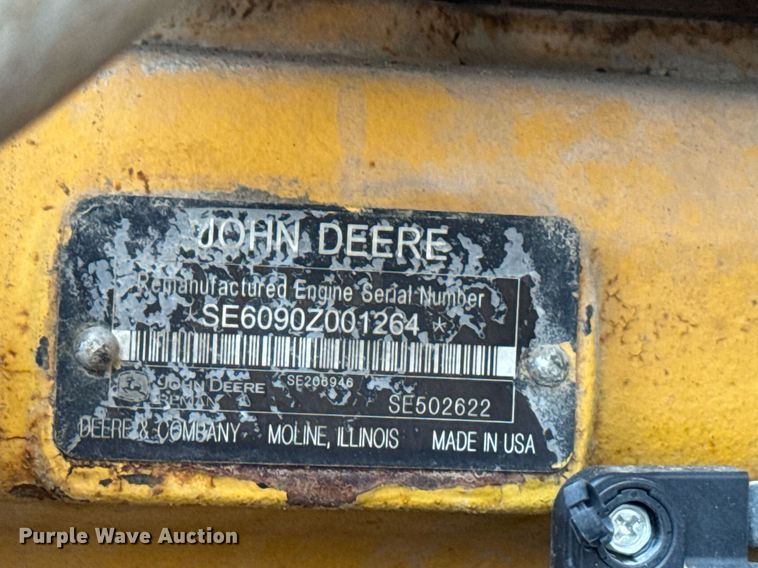 JOHN DEERE
Remanufactured Engine Serial Number
*SE6090Z001264*
JOHN DEERE
REMAN
SE206946
SE502622
DEERE & COMPANY MOLINE, ILLINOIS MADE IN USA
Purple Wave Auction